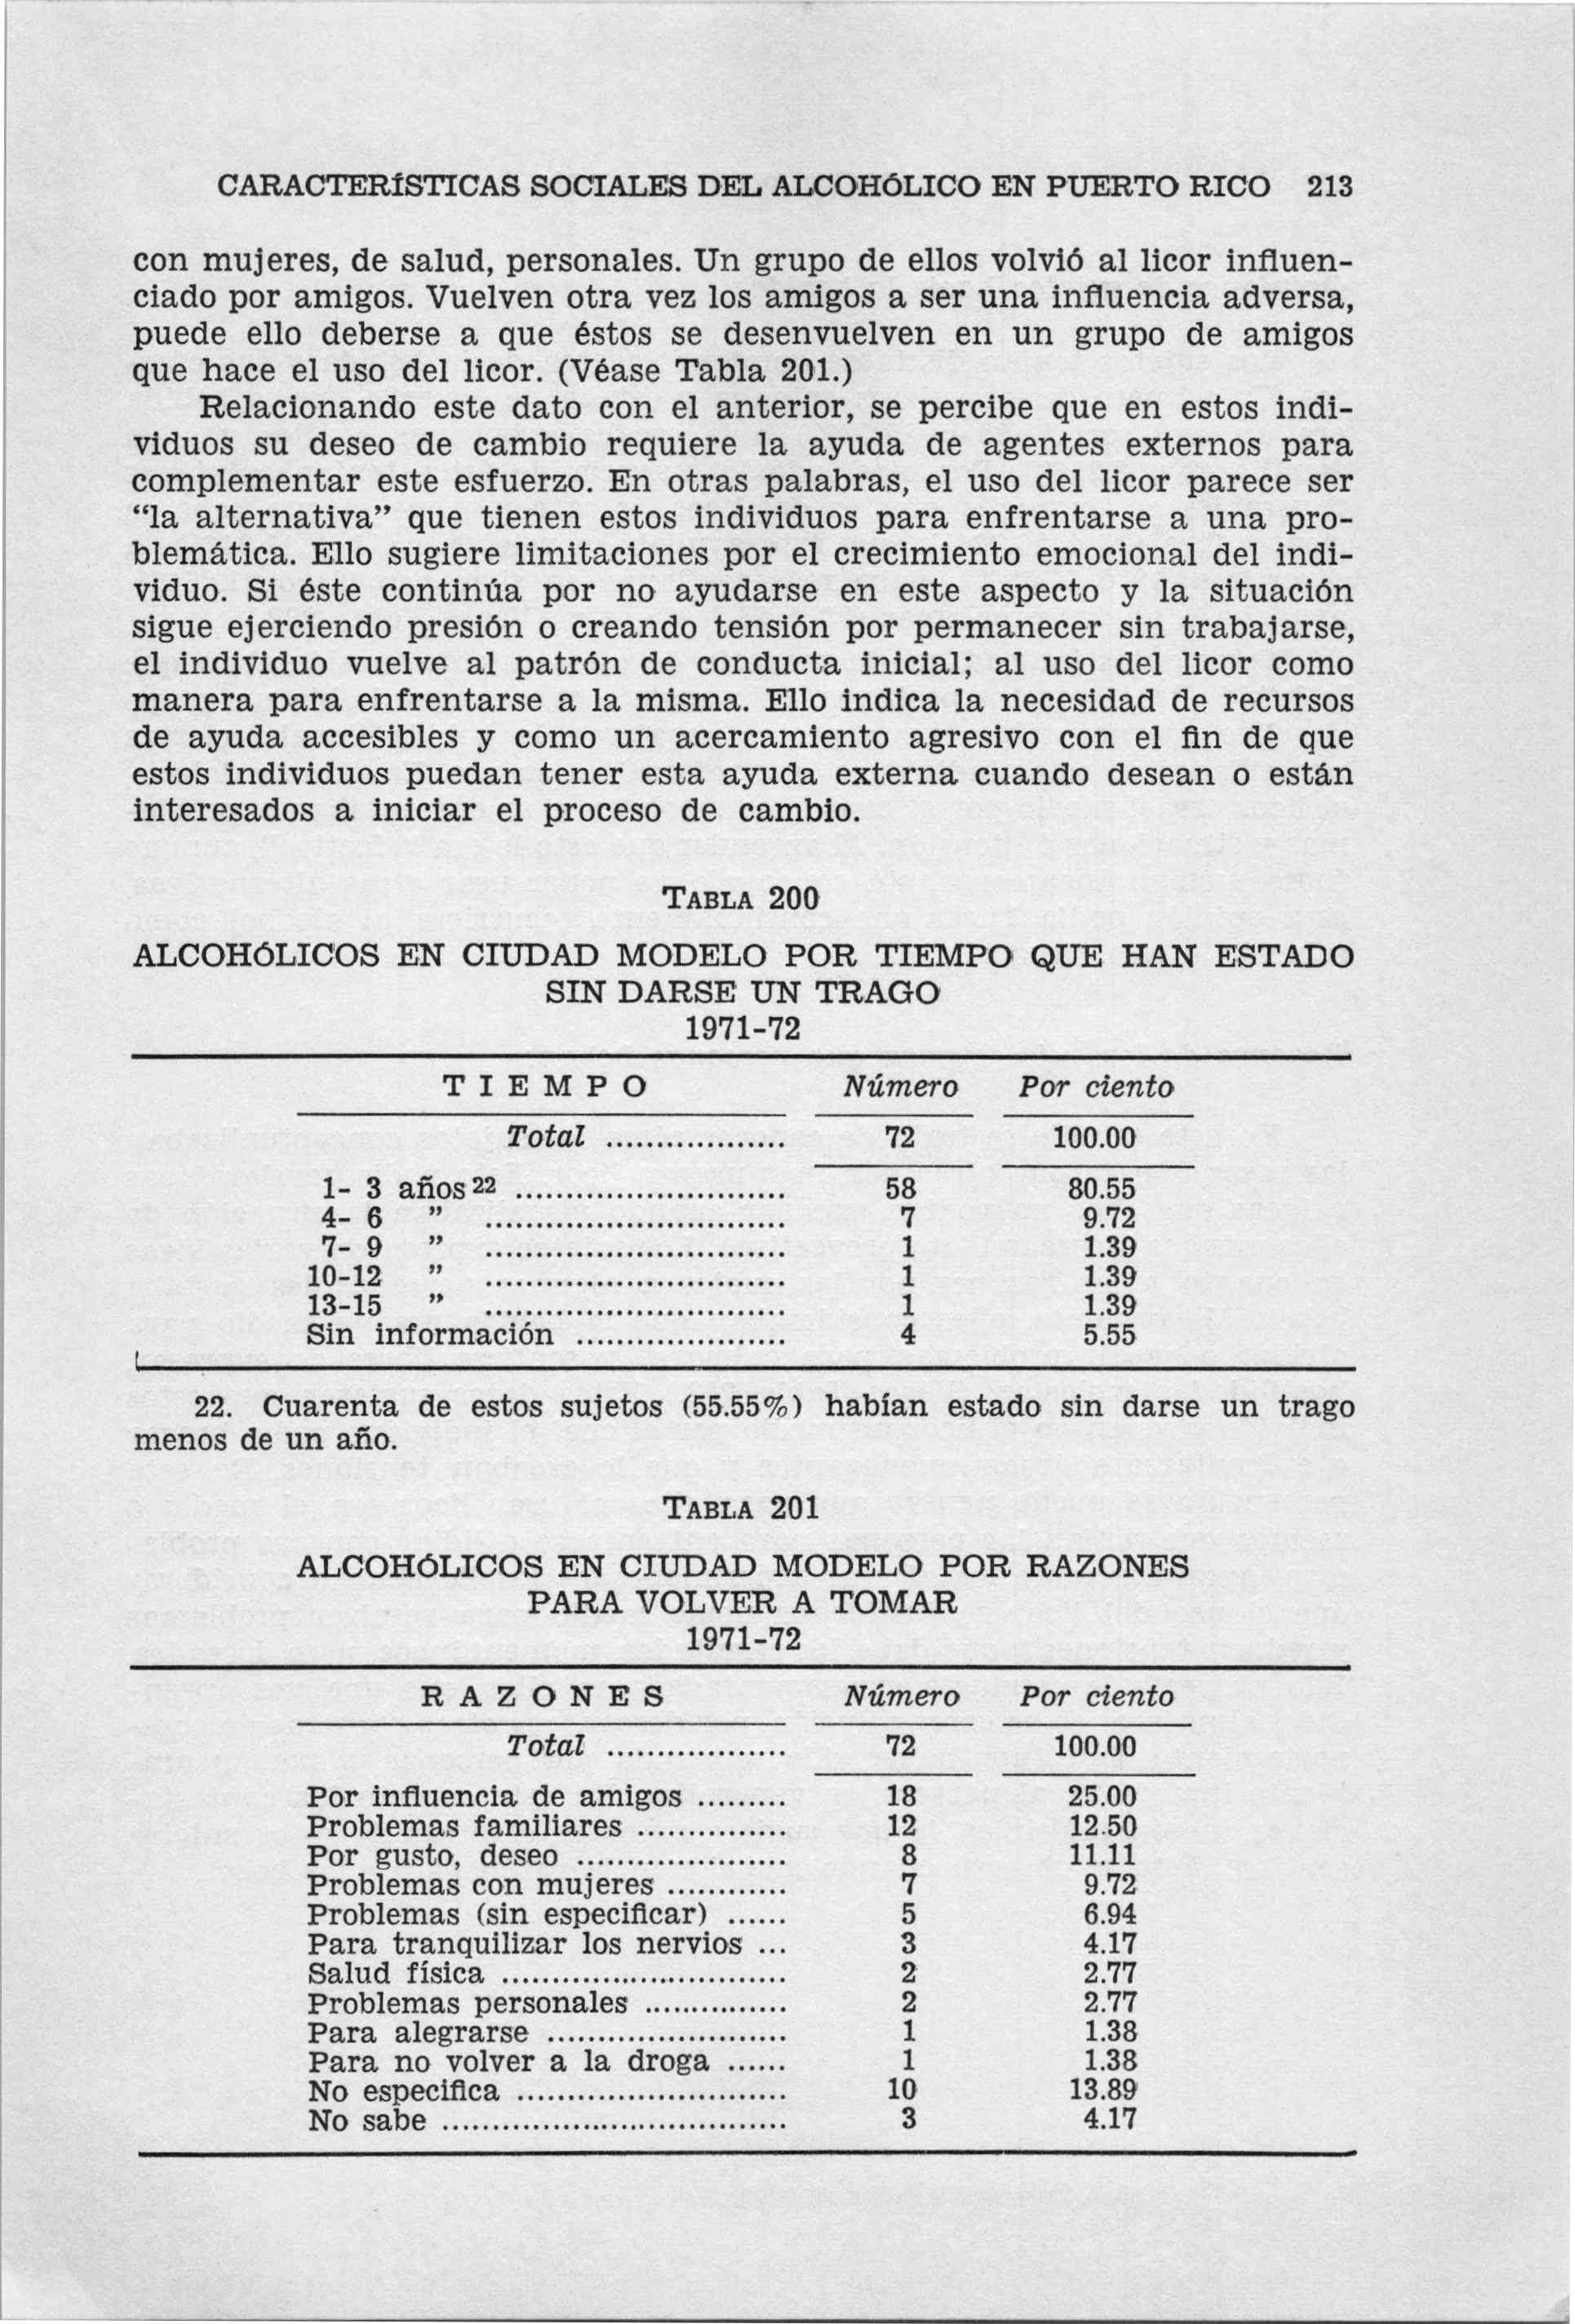 CARACTERÍSTICAS SOCIALES DEL ALCOHÓLICO EN PUERTO RICO 213
con mujeres, de salud, personales. Un grupo de ellos volvió al licor influen-
ciado por amigos. Vuelven otra vez los amigos a ser una influencia adversa,
puede ello deberse a que éstos se desenvuelven en un grupo de amigos
que hace el uso del licor. (Véase Tabla 201.)
Relacionando este dato con el anterior, se percibe que en estos indi-
viduos su deseo de cambio requiere la ayuda de agentes externos para
complementar este esfuerzo. En otras palabras, el uso del licor parece ser
“la alternativa” que tienen estos individuos para enfrentarse a una pro-
blemática. Ello sugiere limitaciones por el crecimiento emocional del indi-
viduo. Si éste continúa por no ayudarse en este aspecto y la situación
sigue ejerciendo presión o creando tensión por permanecer sin trabajarse,
el individuo vuelve al patrón de conducta inicial; al uso del licor como
manera para enfrentarse a la misma. Ello indica la necesidad de recursos
de ayuda accesibles y como un acercamiento agresivo con el fin de que
estos individuos puedan tener esta ayuda externa cuando desean o están
interesados a iniciar el proceso de cambio.
TABLA 200
ALCOHÓLICOS EN CIUDAD MODELO POR TIEMPO QUE HAN ESTADO
SIN DARSE UN TRAGO
1971-72
TIEMPO Número Por ciento
Total .................. 72 100.00
1- 3 años 22 ........................... 58 80.55
4- 6 ” .............................. 7 9.72
7- 9 ” .............................. 1 1.39
10-12 ” .............................. 1 1.39
13-15 ” .............................. 1 1.39
Sin información ..................... 4 5.55
22. Cuarenta de estos sujetos (55.55%) habían estado sin darse un trago
menos de un año.
TABLA 201
ALCOHÓLICOS EN CIUDAD MODELO POR RAZONES
PARA VOLVER A TOMAR
1971-72
RAZONES Número Por ciento
Total .................. 72 100.00
Por influencia de amigos ......... 18 25.00
Problemas familiares ............... 12 12.50
Por gusto, deseo ..................... 8 11.11
Problemas con mujeres ............ 7 9.72
Problemas (sin especificar) ...... 5 6.94
Para tranquilizar los nervios ... 3 4.17
Salud física ............................ 2 2.77
Problemas personales ............... 2 2.77
Para alegrarse ........................ 1 1.38
Para no volver a la droga ...... 1 1.38
No especifica ........................... 10 13.89
No sabe .................................. 3 4.17